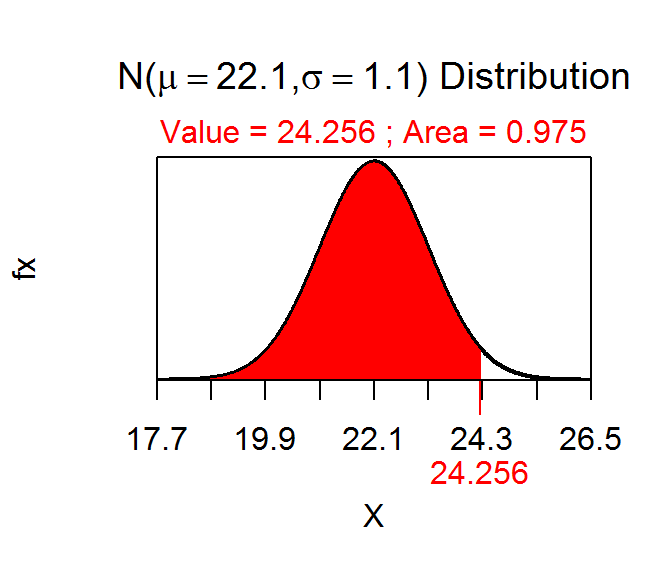 N(μ = 22.1,σ = 1.1) Distribution
Value = 24.256 ; Area = 0.975
fx
17.7 19.9 22.1 24.3 26.5
24.256
X